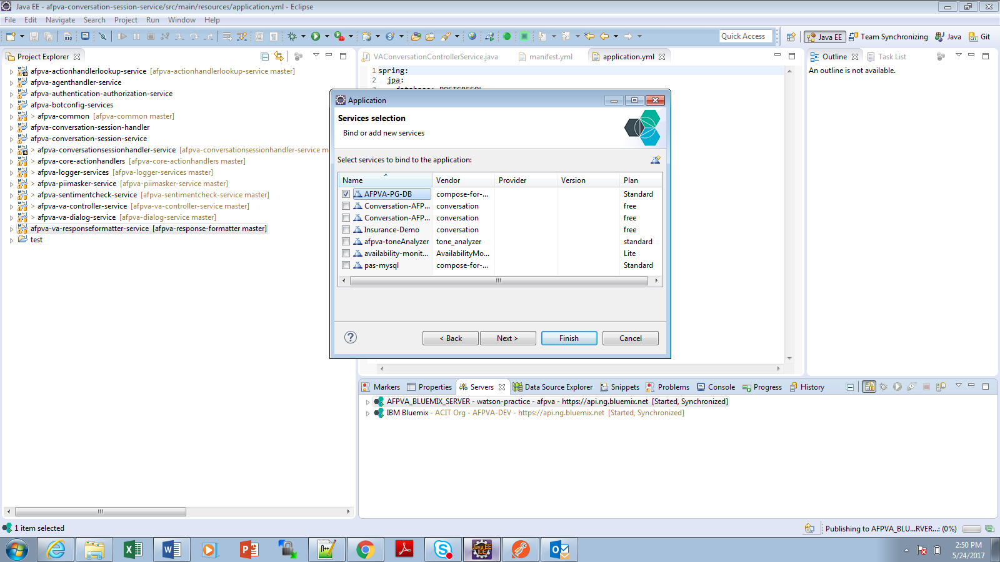 Java EE - afpva-conversation-session-service/src/main/resources/application.yml - Eclipse
File Edit Navigate Search Project Run Window Help
Quick Access
Java EE
Team Synchronizing
Java
Git
Project Explorer
afpva-actionhandlerlookup-service [afpva-actionhandlerlookup-service master]
afpva-agenthandler-service
afpva-authentication-authorization-service
afpva-botconfig-services
> afpva-common [afpva-common master]
afpva-conversation-session-handler
afpva-conversation-session-service
> afpva-conversationsessionhandler-service [afpva-conversationsessionhandler-service m
> afpva-core-actionhandlers [afpva-core-actionhandlers master]
> afpva-logger-services [afpva-logger-services master]
> afpva-piimasker-service [afpva-piimasker-service master]
> afpva-sentimentcheck-service [afpva-sentimentcheck-service master]
> afpva-va-controller-service [afpva-va-controller-service master]
> afpva-va-dialog-service [afpva-va-dialog-service master]
afpva-va-responseformatter-service [afpva-response-formatter master]
test
VAConversationControllerService.java
manifest.yml
application.yml
1 spring:
2 jpa:
Outline
Task List
An outline is not available.
Application
Services selection
Bind or add new services
Select services to bind to the application:
Name Vendor Provider Version Plan
AFPVA-PG-DB compose-for-... Standard
Conversation-AFP... conversation free
Conversation-AFP... conversation free
Insurance-Demo conversation free
afpva-toneAnalyzer tone_analyzer standard
availability-monit... AvailabilityMo... Lite
pas-mysql compose-for-... Standard
< Back Next > Finish Cancel
Markers Properties Servers Data Source Explorer Snippets Problems Console Progress History
AFPVA_BLUEMIX_SERVER - watson-practice - afpva - https://api.ng.bluemix.net [Started, Synchronized]
IBM Bluemix - ACIT Org - AFPVA-DEV - https://api.ng.bluemix.net [Started, Synchronized]
1 item selected
Publishing to AFPVA_BLU...RVER...: (0%)
2:50 PM
5/24/2017